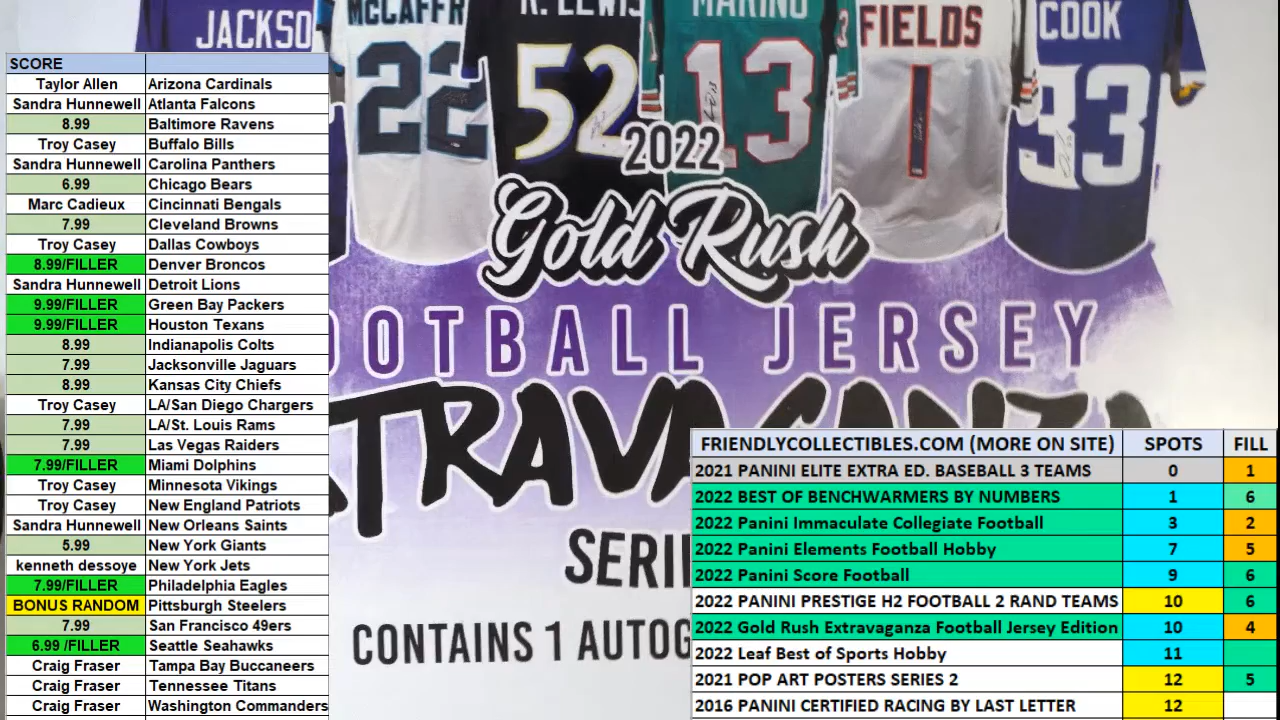 JACKSO
MCCAFFR
R. LEWIS
MARINO
FIELDS
COOK
22
52
13
1
33
SCORE
Taylor Allen Arizona Cardinals
Sandra Hunnewell Atlanta Falcons
8.99 Baltimore Ravens
Troy Casey Buffalo Bills
Sandra Hunnewell Carolina Panthers
6.99 Chicago Bears
Marc Cadieux Cincinnati Bengals
7.99 Cleveland Browns
Troy Casey Dallas Cowboys
8.99/FILLER Denver Broncos
Sandra Hunnewell Detroit Lions
9.99/FILLER Green Bay Packers
9.99/FILLER Houston Texans
8.99 Indianapolis Colts
7.99 Jacksonville Jaguars
8.99 Kansas City Chiefs
Troy Casey LA/San Diego Chargers
7.99 LA/St. Louis Rams
7.99 Las Vegas Raiders
7.99/FILLER Miami Dolphins
Troy Casey Minnesota Vikings
Troy Casey New England Patriots
Sandra Hunnewell New Orleans Saints
5.99 New York Giants
kenneth dessoye New York Jets
7.99/FILLER Philadelphia Eagles
BONUS RANDOM Pittsburgh Steelers
7.99 San Francisco 49ers
6.99 /FILLER Seattle Seahawks
Craig Fraser Tampa Bay Buccaneers
Craig Fraser Tennessee Titans
Craig Fraser Washington Commanders
2022
Gold Rush
OOTBALL JERSEY
TRAVAGANZA
SERI
CONTAINS 1 AUTOG
FRIENDLYCOLLECTIBLES.COM (MORE ON SITE) SPOTS FILL
2021 PANINI ELITE EXTRA ED. BASEBALL 3 TEAMS 0 1
2022 BEST OF BENCHWARMERS BY NUMBERS 1 6
2022 Panini Immaculate Collegiate Football 3 2
2022 Panini Elements Football Hobby 7 5
2022 Panini Score Football 9 6
2022 PANINI PRESTIGE H2 FOOTBALL 2 RAND TEAMS 10 6
2022 Gold Rush Extravaganza Football Jersey Edition 10 4
2022 Leaf Best of Sports Hobby 11
2021 POP ART POSTERS SERIES 2 12 5
2016 PANINI CERTIFIED RACING BY LAST LETTER 12